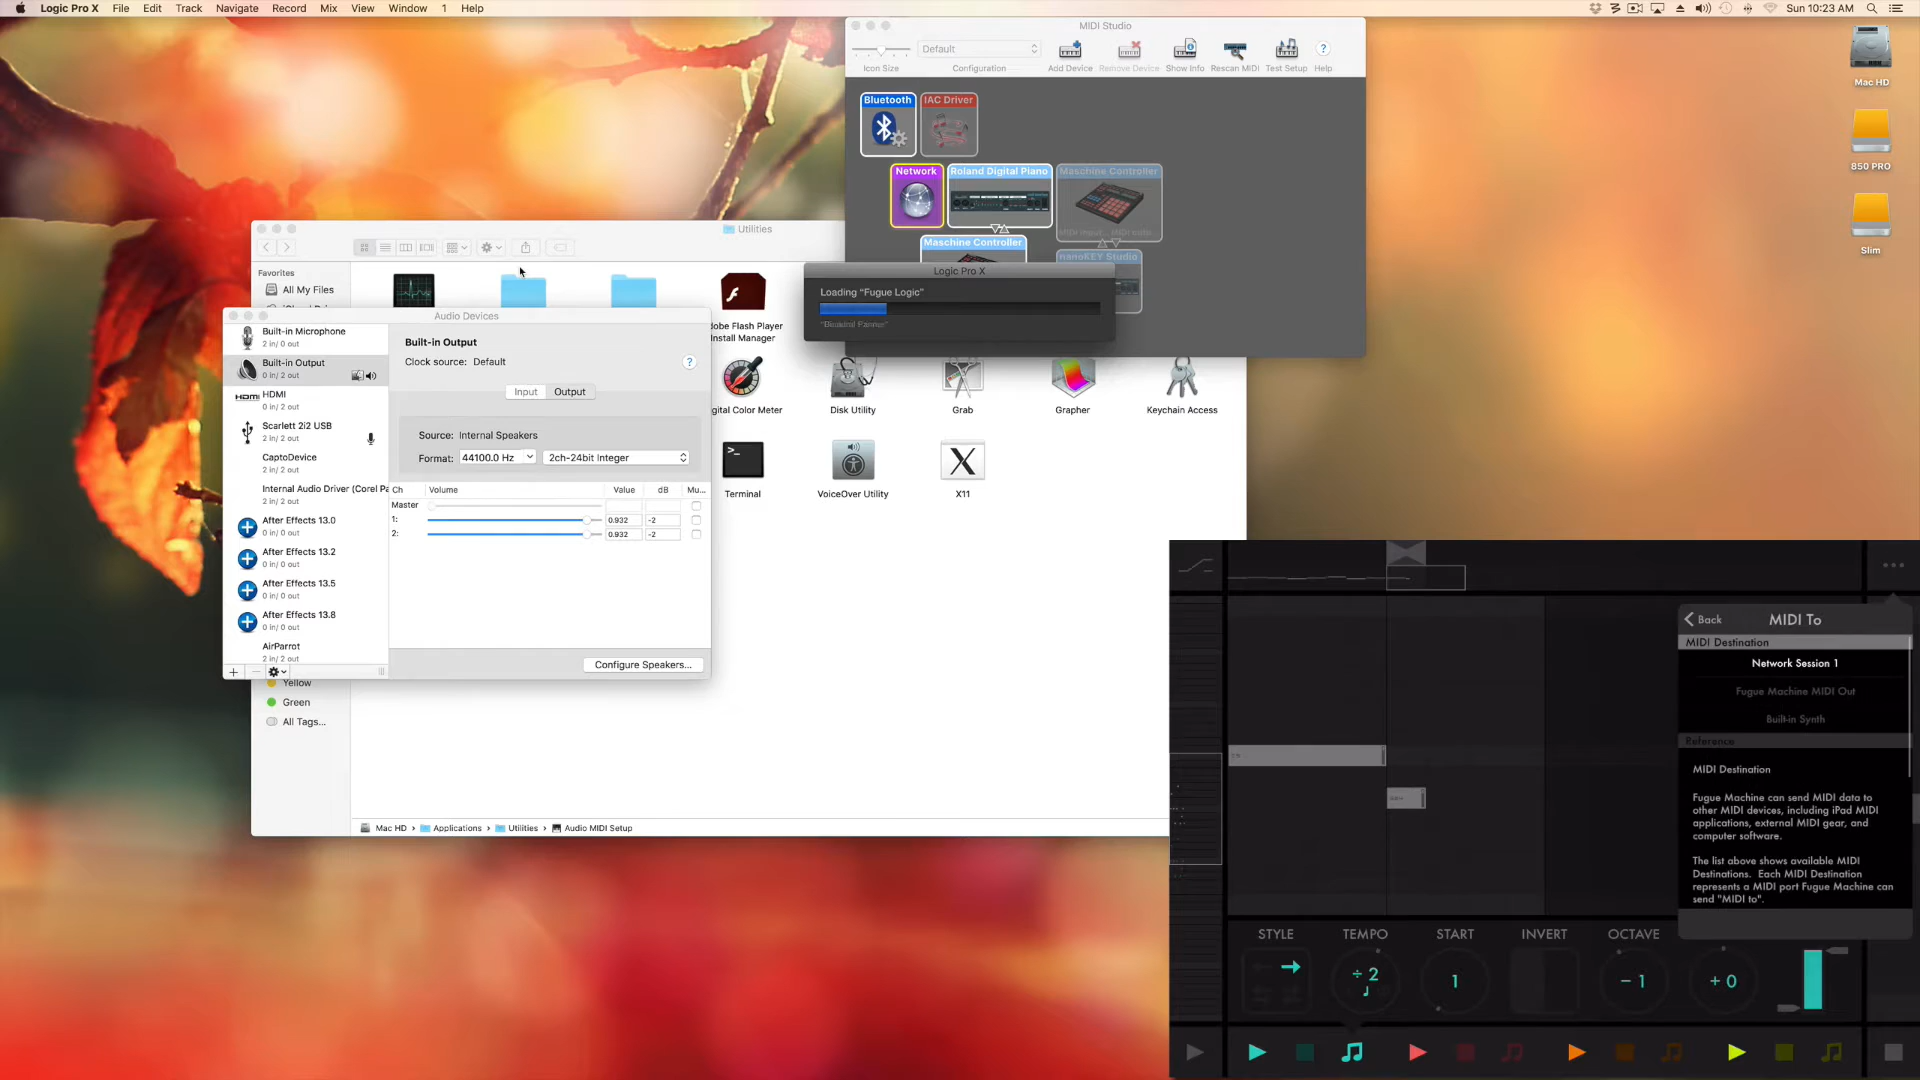 Logic Pro X File Edit Track Navigate Record Mix View Window 1 Help
Sun 10:23 AM
MIDI Studio
Default
Icon Size
Configuration
Add Device
Remove Device
Show Info
Rescan MIDI
Test Setup
Help
Bluetooth
IAC Driver
Network
Roland Digital Piano
Maschine Controller
Maschine Controller
nanoKEY Studio
Logic Pro X
Loading "Fugue Logic"
"Binaural Panner"
Mac HD
850 PRO
Slim
Utilities
Favorites
All My Files
Adobe Flash Player
Install Manager
Digital Color Meter
Disk Utility
Grab
Grapher
Keychain Access
Terminal
VoiceOver Utility
X11
Yellow
Green
All Tags...
Mac HD › Applications › Utilities › Audio MIDI Setup
Audio Devices
Built-in Microphone
2 in/ 0 out
Built-in Output
0 in/ 2 out
HDMI
HDMI
0 in/ 2 out
Scarlett 2i2 USB
2 in/ 2 out
CaptoDevice
2 in/ 2 out
Internal Audio Driver (Corel Pa
2 in/ 2 out
After Effects 13.0
0 in/ 0 out
After Effects 13.2
0 in/ 0 out
After Effects 13.5
0 in/ 0 out
After Effects 13.8
0 in/ 0 out
AirParrot
2 in/ 2 out
Built-in Output
Clock source: Default
?
Input Output
Source: Internal Speakers
Format: 44100.0 Hz 2ch-24bit Integer
Ch Volume Value dB Mu...
Master
1: 0.932 -2
2: 0.932 -2
Configure Speakers...
Back
MIDI To
MIDI Destination
Network Session 1
Fugue Machine MIDI Out
Built-in Synth
Reference
MIDI Destination
Fugue Machine can send MIDI data to
other MIDI devices, including iPad MIDI
applications, external MIDI gear, and
computer software.
The list above shows available MIDI
Destinations. Each MIDI Destination
represents a MIDI port Fugue Machine can
send "MIDI to".
STYLE TEMPO START INVERT OCTAVE
÷2 1 −1 +0